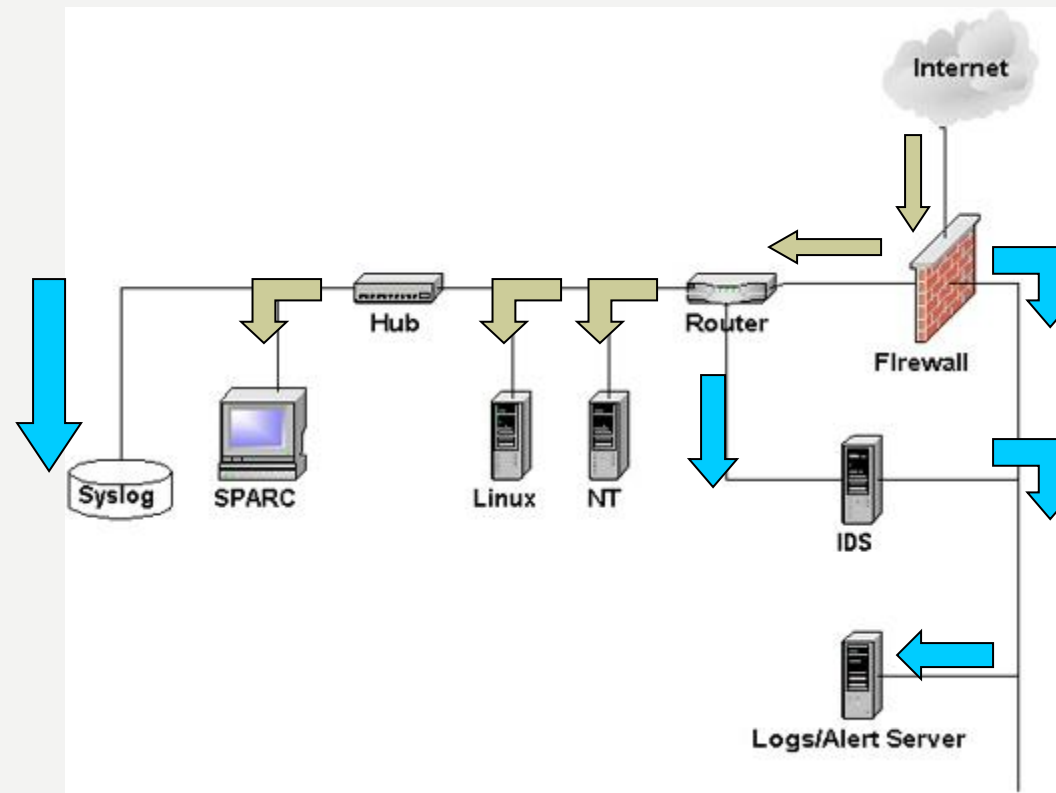 Internet
Hub
Router
Firewall
Syslog
SPARC
Linux
NT
IDS
Logs/Alert Server